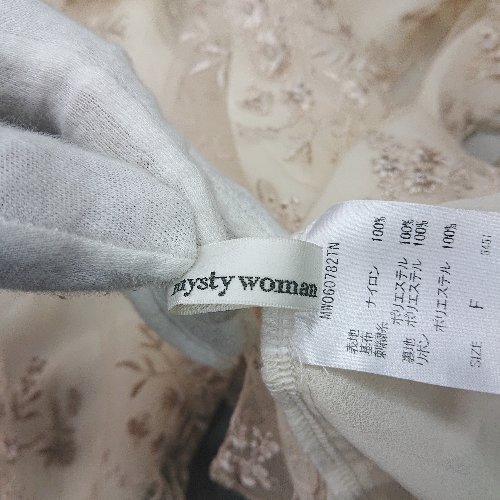 mysty woman
MW060782TN
表地 ナイロン 100%
基布
刺繍糸 ポリエステル 100%
裏地 ポリエステル 100%
リボン ポリエステル 100%
SIZE F